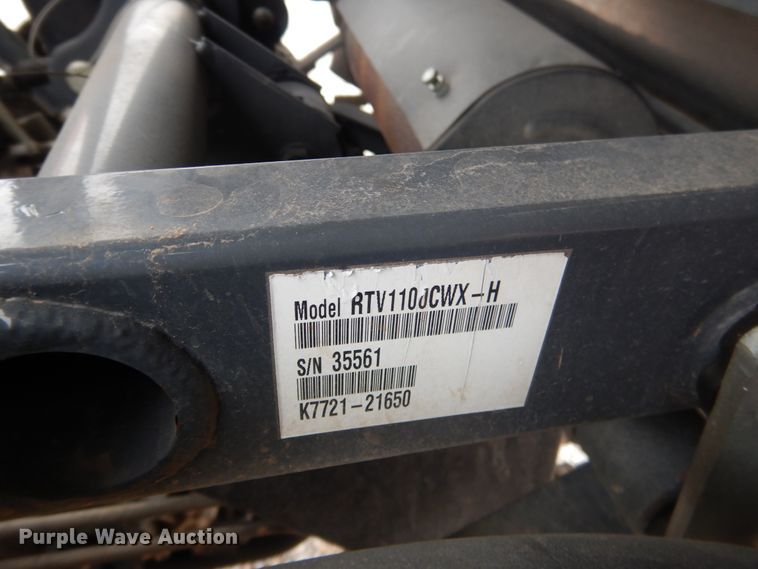 Model RTV1100CWX-H
S/N 35561
K7721-21650
Purple Wave Auction®